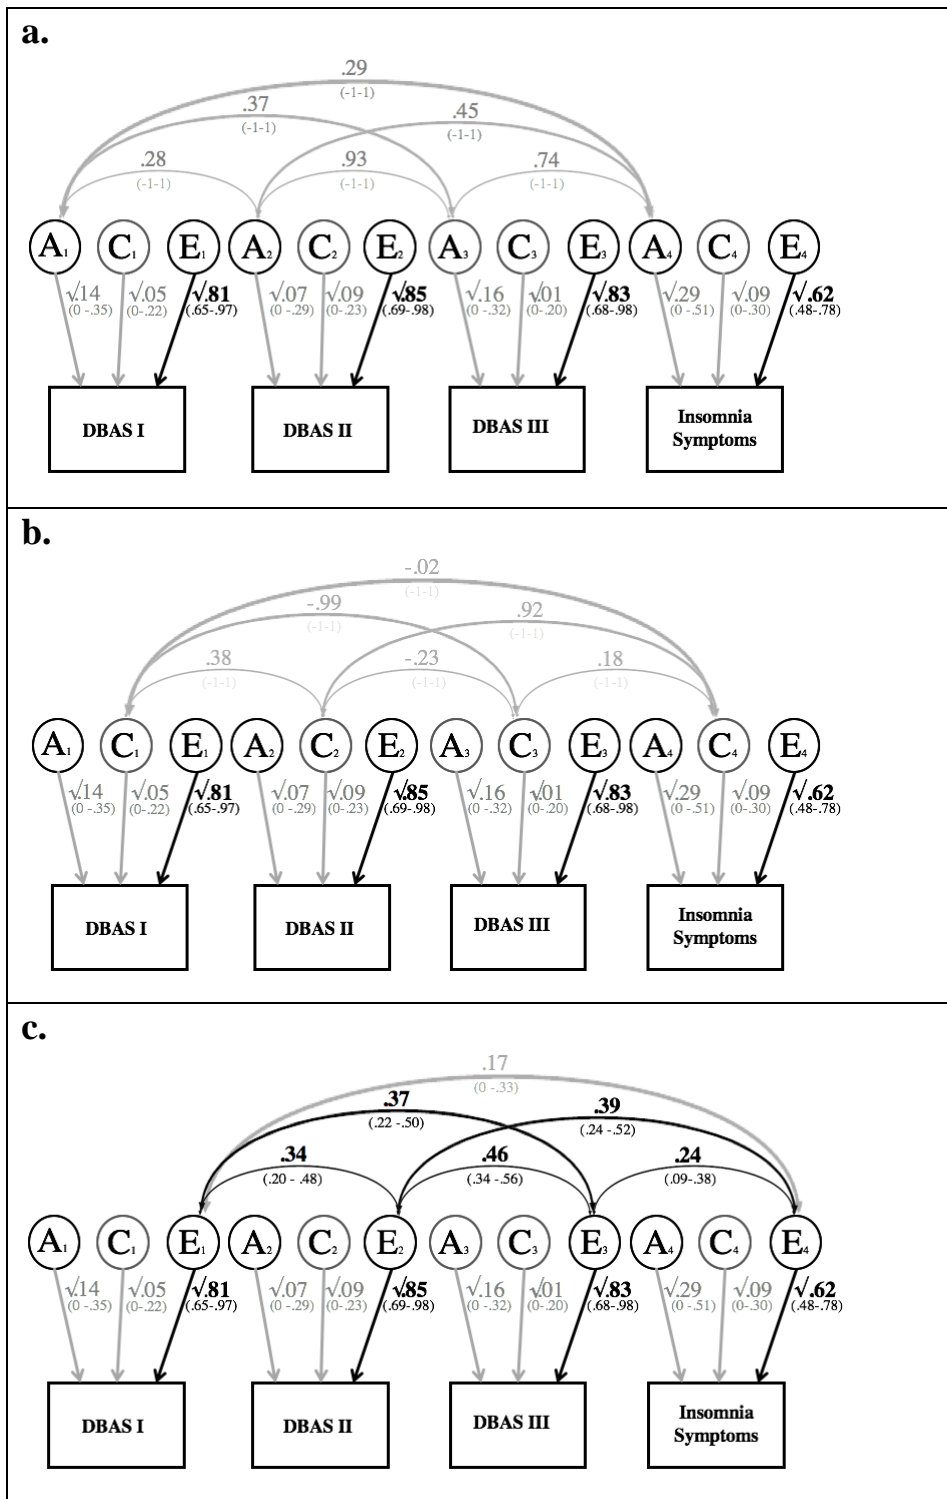 a.
.29
(-1-1)
.37
(-1-1)
.45
(-1-1)
.28
(-1-1)
.93
(-1-1)
.74
(-1-1)
A1 C1 E1 A2 C2 E2 A3 C3 E3 A4 C4 E4
√.14 √.05 √.81 √.07 √.09 √.85 √.16 √.01 √.83 √.29 √.09 √.62
(0 -.35) (0-.22) (.65-.97) (0 -.29) (0-.23) (.69-.98) (0 -.32) (0-.20) (.68-.98) (0 -.51) (0-.30) (.48-.78)
DBAS I DBAS II DBAS III Insomnia
Symptoms
b.
-.02
(-1-1)
-.99
(-1-1)
.92
(-1-1)
.38
(-1-1)
-.23
(-1-1)
.18
(-1-1)
A1 C1 E1 A2 C2 E2 A3 C3 E3 A4 C4 E4
√.14 √.05 √.81 √.07 √.09 √.85 √.16 √.01 √.83 √.29 √.09 √.62
(0 -.35) (0-.22) (.65-.97) (0 -.29) (0-.23) (.69-.98) (0 -.32) (0-.20) (.68-.98) (0 -.51) (0-.30) (.48-.78)
DBAS I DBAS II DBAS III Insomnia
Symptoms
c.
.17
(0 -.33)
.37
(.22 -.50)
.39
(.24 -.52)
.34
(.20 - .48)
.46
(.34 -.56)
.24
(.09-.38)
A1 C1 E1 A2 C2 E2 A3 C3 E3 A4 C4 E4
√.14 √.05 √.81 √.07 √.09 √.85 √.16 √.01 √.83 √.29 √.09 √.62
(0 -.35) (0-.22) (.65-.97) (0 -.29) (0-.23) (.69-.98) (0 -.32) (0-.20) (.68-.98) (0 -.51) (0-.30) (.48-.78)
DBAS I DBAS II DBAS III Insomnia
Symptoms